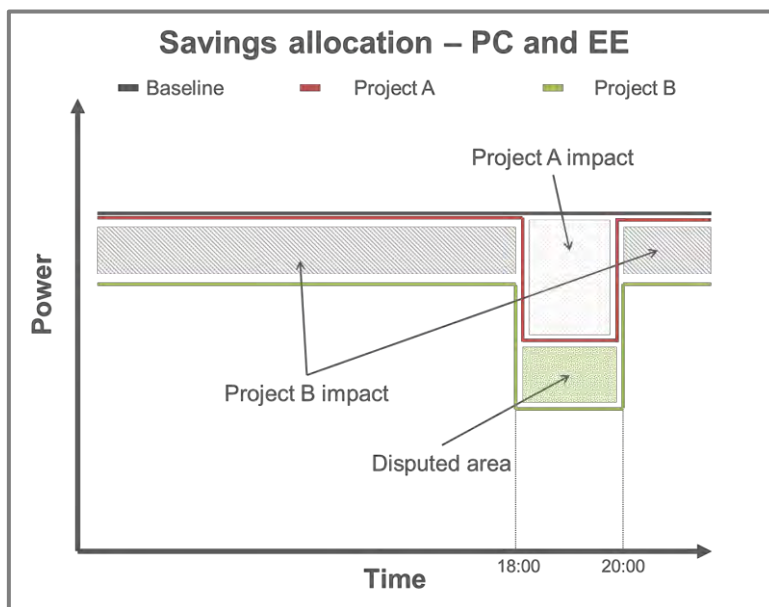 Savings allocation – PC and EE
Baseline
Project A
Project B
Project A impact
Power
Project B impact
Disputed area
18:00
20:00
Time